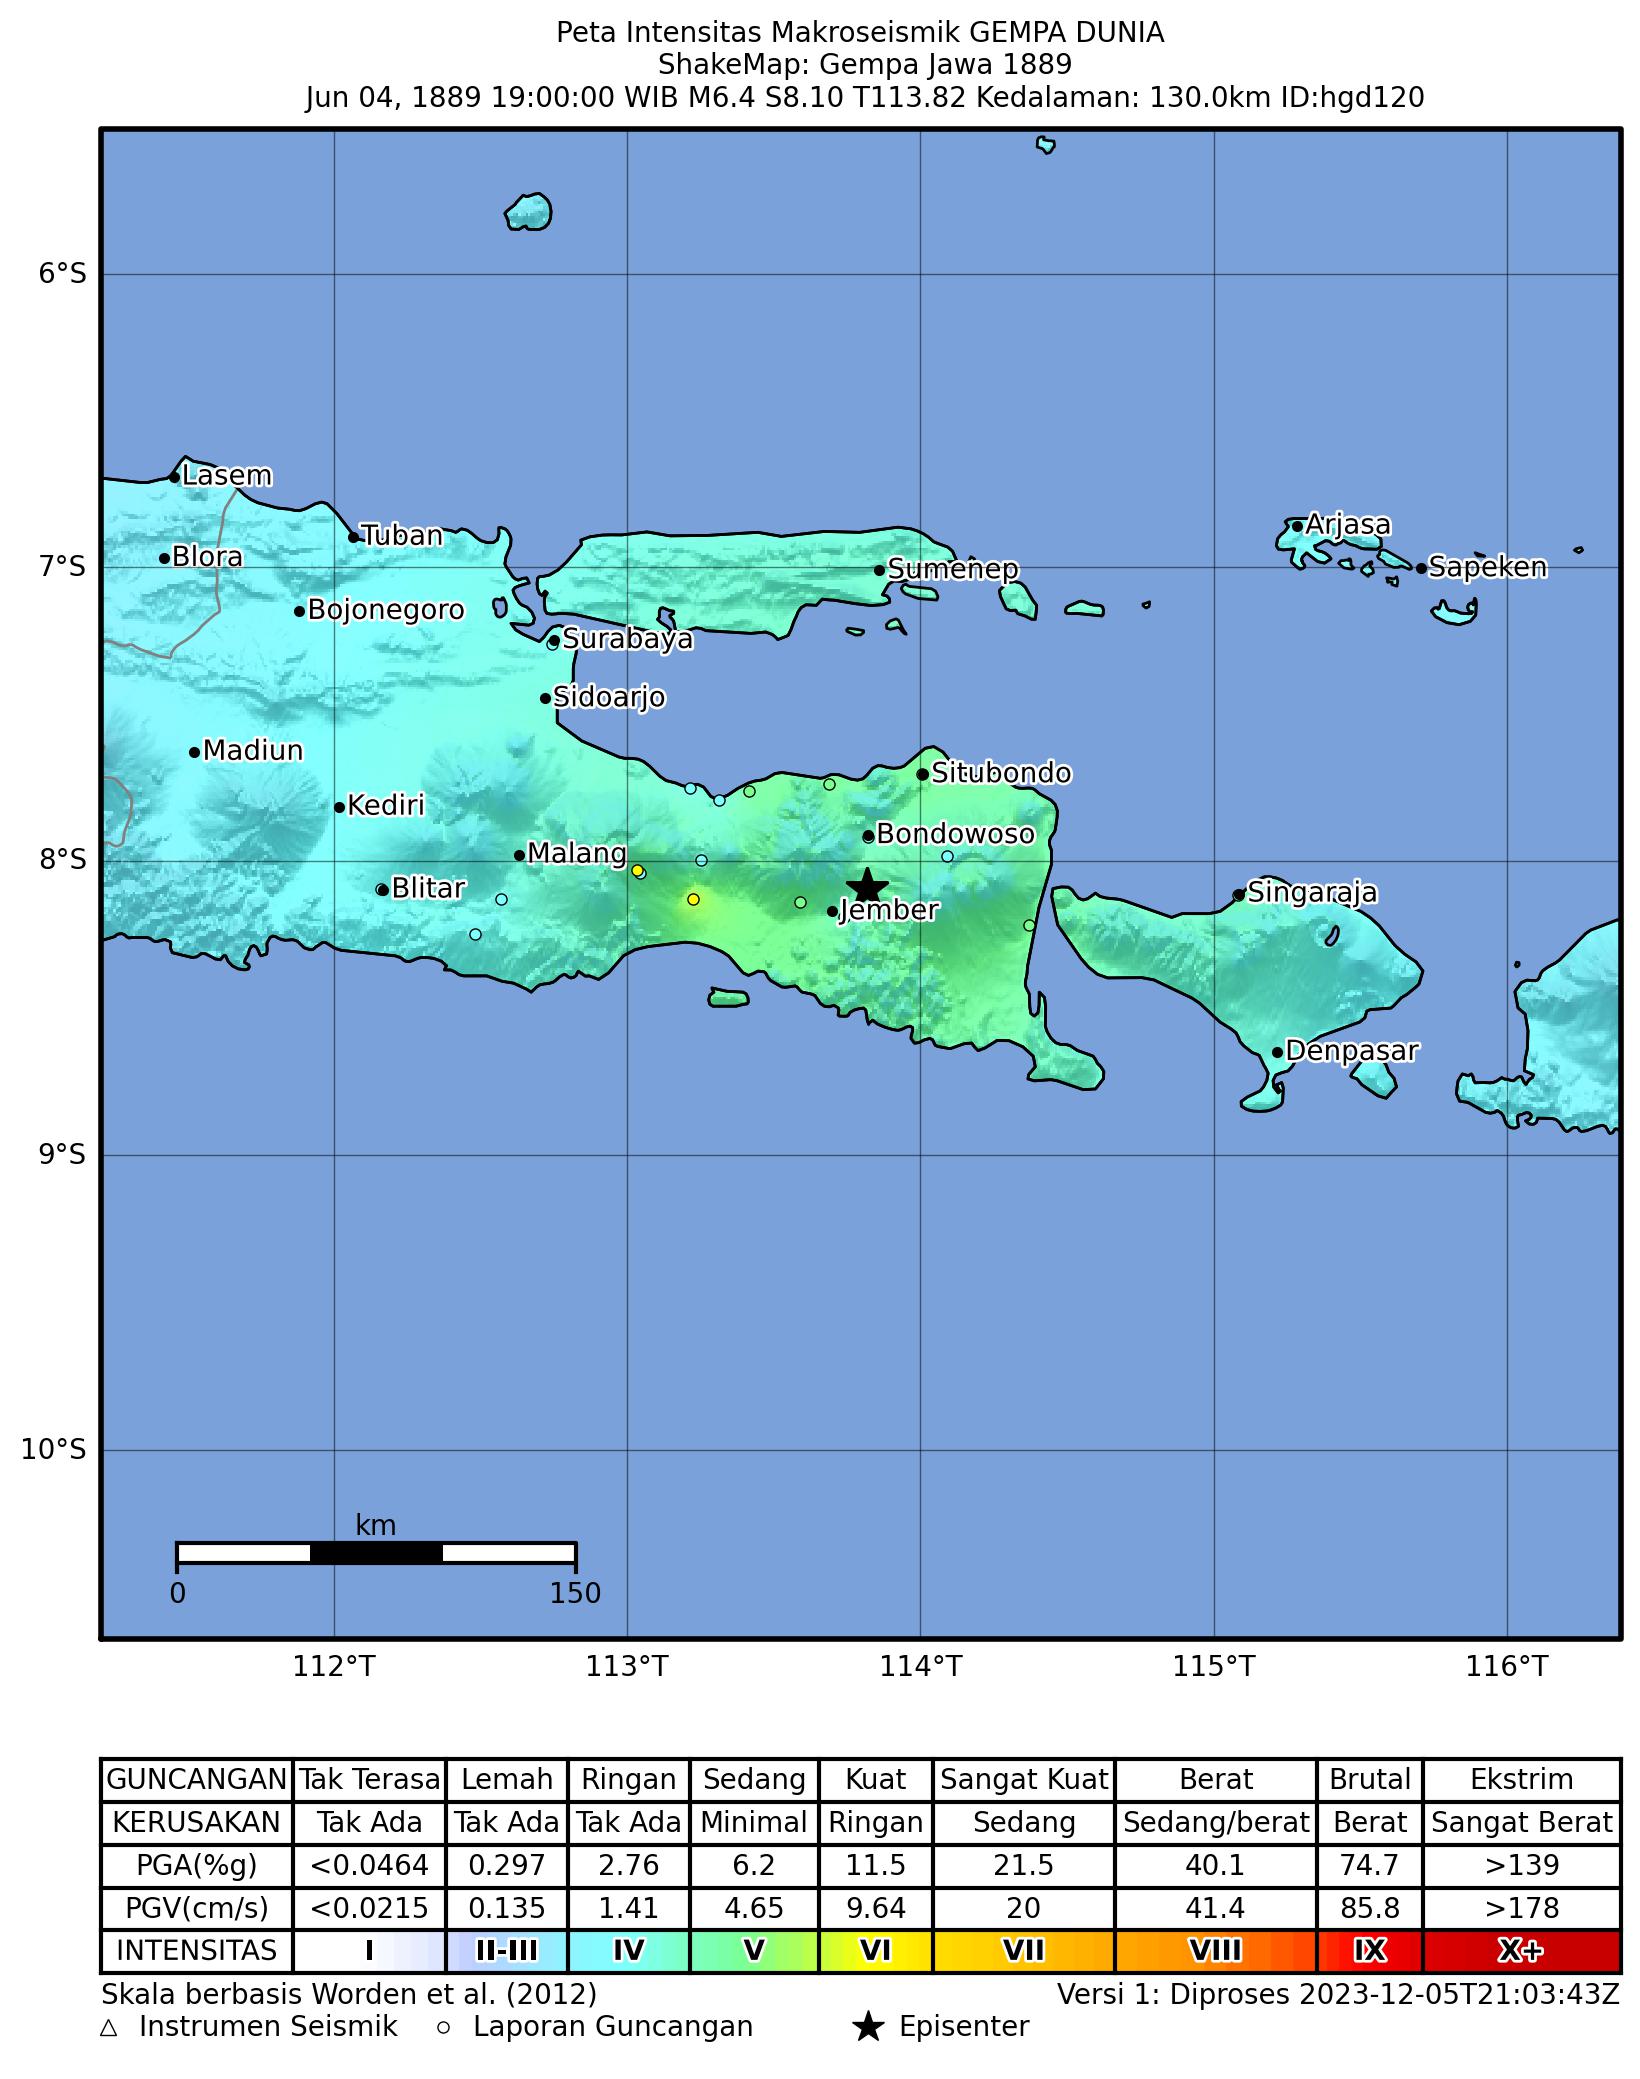 Peta Intensitas Makroseismik GEMPA DUNIA
ShakeMap: Gempa Jawa 1889
Jun 04, 1889 19:00:00 WIB M6.4 S8.10 T113.82 Kedalaman: 130.0km ID:hgd120
6°S
Lasem
Tuban
Arjasa
Blora
7°S
Sumenep
Sapeken
Bojonegoro
Surabaya
Sidoarjo
Madiun
Situbondo
Kediri
Bondowoso
8°S
Malang
Blitar
Singaraja
Jember
Denpasar
9°S
10°S
km
0 150
112°T 113°T 114°T 115°T 116°T
GUNCANGAN Tak Terasa Lemah Ringan Sedang Kuat Sangat Kuat Berat Brutal Ekstrim
KERUSAKAN Tak Ada Tak Ada Tak Ada Minimal Ringan Sedang Sedang/berat Berat Sangat Berat
PGA(%g) <0.0464 0.297 2.76 6.2 11.5 21.5 40.1 74.7 >139
PGV(cm/s) <0.0215 0.135 1.41 4.65 9.64 20 41.4 85.8 >178
INTENSITAS I II-III IV V VI VII VIII IX X+
Skala berbasis Worden et al. (2012) Versi 1: Diproses 2023-12-05T21:03:43Z
Instrumen Seismik Laporan Guncangan Episenter